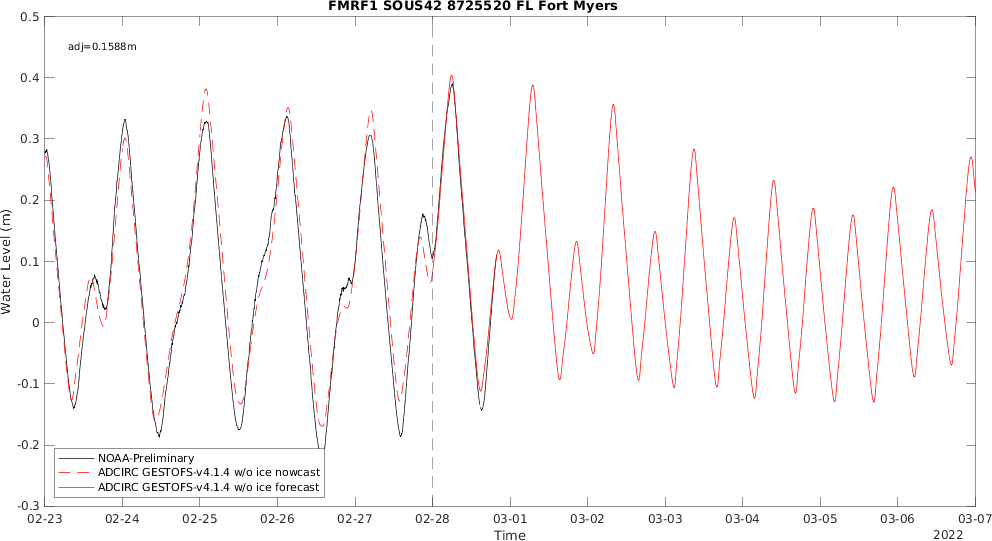 FMRF1 SOUS42 8725520 FL Fort Myers
adj=0.1588m
0.5
0.4
0.3
0.2
0.1
0
-0.1
-0.2
-0.3
Water Level (m)
NOAA-Preliminary
ADCIRC GESTOFS-v4.1.4 w/o ice nowcast
ADCIRC GESTOFS-v4.1.4 w/o ice forecast
02-23 02-24 02-25 02-26 02-27 02-28 03-01 03-02 03-03 03-04 03-05 03-06 03-07
Time
2022